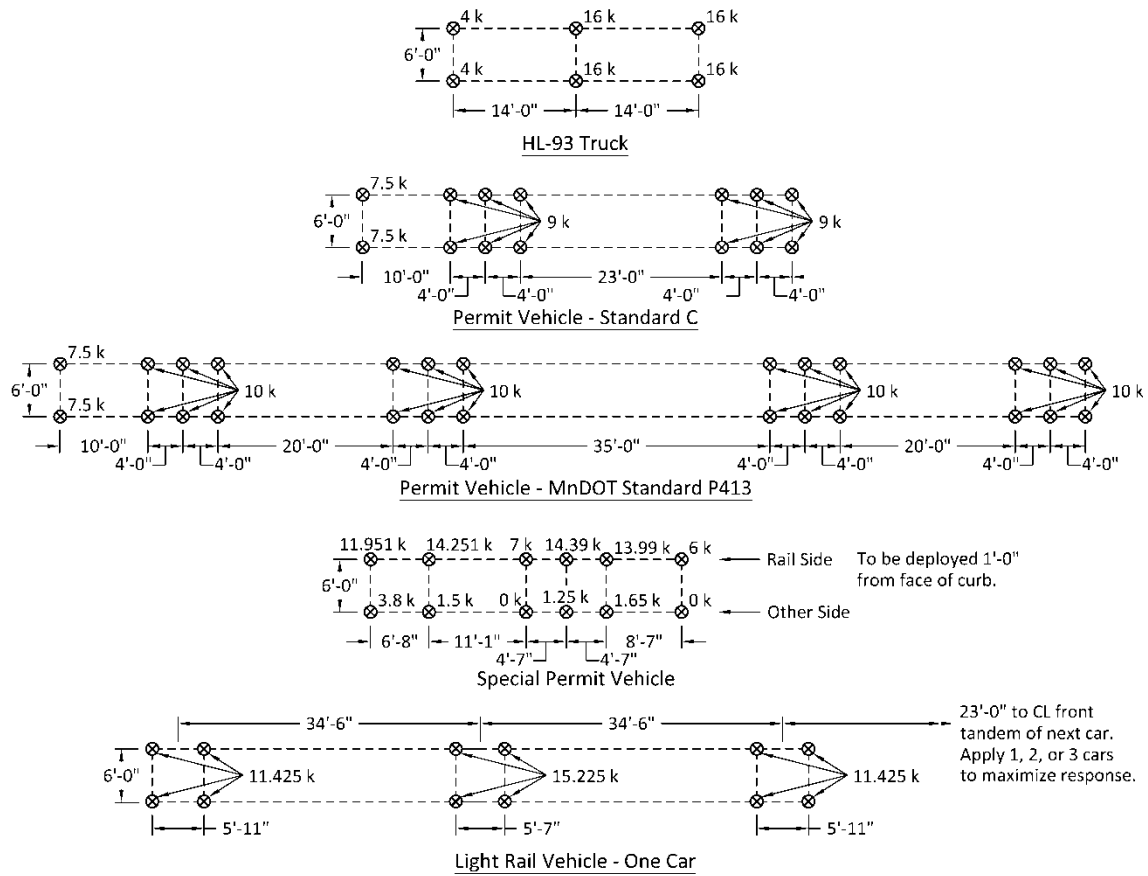 4 k 16 k 16 k
6'-0"
4 k 16 k 16 k
14'-0" 14'-0"
HL-93 Truck
7.5 k
6'-0" 9 k 9 k
7.5 k
10'-0" 23'-0"
4'-0" 4'-0" 4'-0" 4'-0"
Permit Vehicle - Standard C
7.5 k
6'-0" 10 k 10 k 10 k 10 k
7.5 k
10'-0" 20'-0" 35'-0" 20'-0"
4'-0" 4'-0" 4'-0" 4'-0" 4'-0" 4'-0" 4'-0" 4'-0"
Permit Vehicle - MnDOT Standard P413
11.951 k 14.251 k 7 k 14.39 k 13.99 k 6 k
Rail Side To be deployed 1'-0"
from face of curb.
6'-0"
3.8 k 1.5 k 0 k 1.25 k 1.65 k 0 k
Other Side
6'-8" 11'-1" 8'-7"
4'-7" 4'-7"
Special Permit Vehicle
34'-6" 34'-6"
23'-0" to CL front
tandem of next car.
Apply 1, 2, or 3 cars
to maximize response.
6'-0" 11.425 k 15.225 k 11.425 k
5'-11" 5'-7" 5'-11"
Light Rail Vehicle - One Car